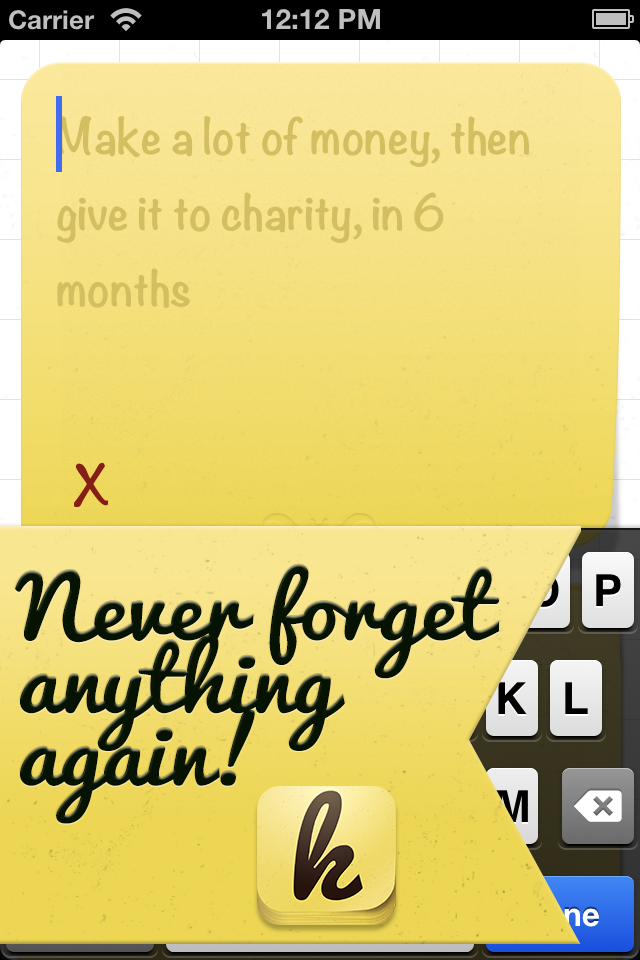 Carrier 12:12 PM
Make a lot of money, then
give it to charity, in 6
months
X
Never forget
anything
again!
P
K L
M
k